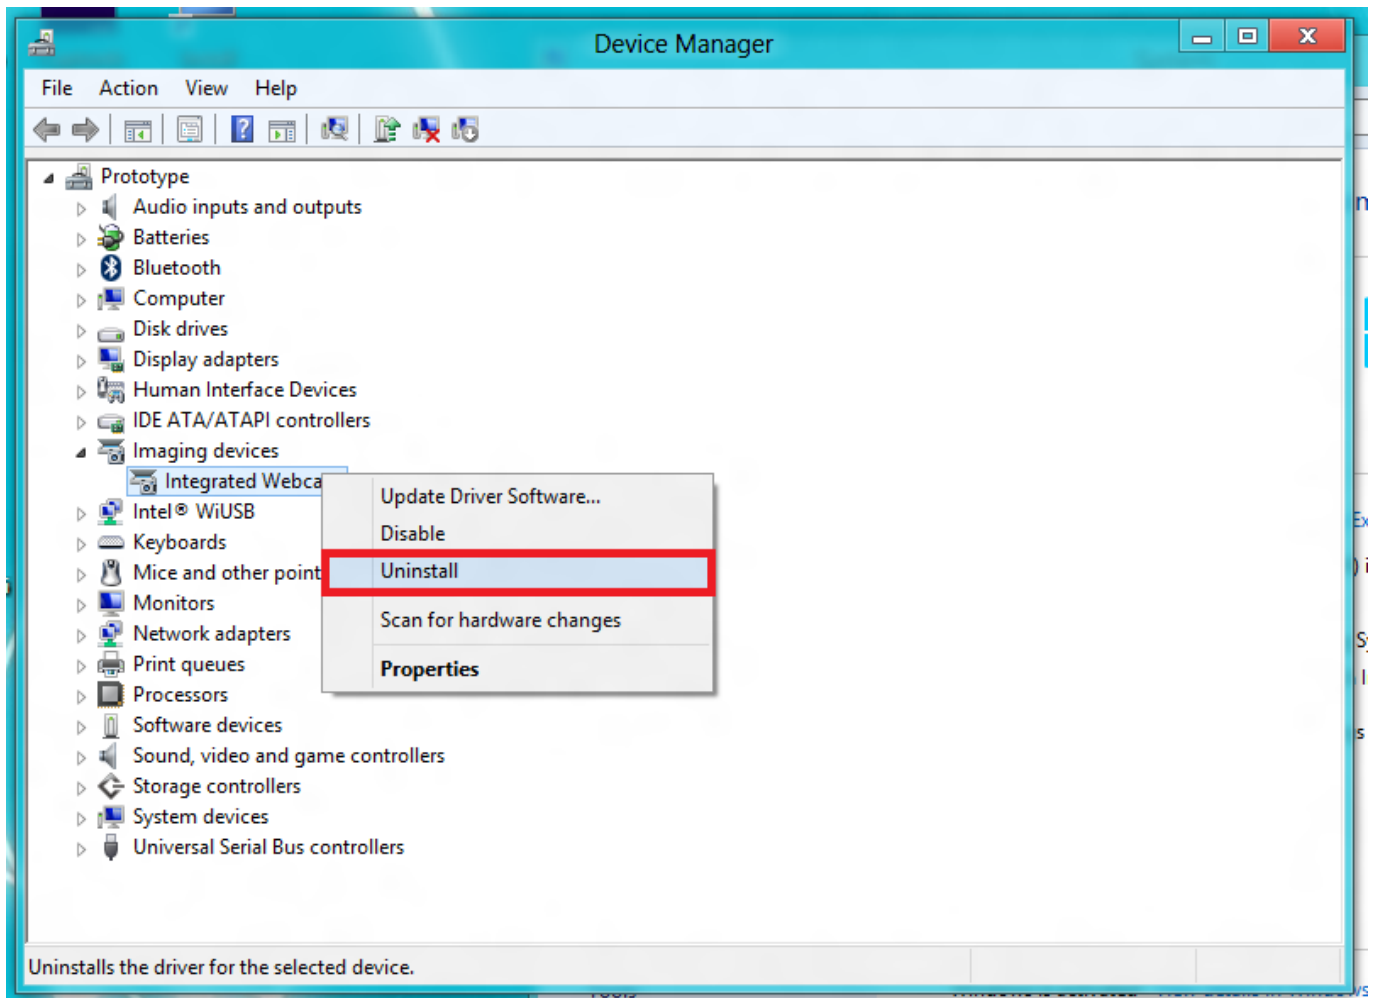 Device Manager
File Action View Help
Prototype
Audio inputs and outputs
Batteries
Bluetooth
Computer
Disk drives
Display adapters
Human Interface Devices
IDE ATA/ATAPI controllers
Imaging devices
Integrated Webca
Update Driver Software...
Intel® WiUSB
Disable
Keyboards
Mice and other point
Uninstall
Monitors
Scan for hardware changes
Network adapters
Print queues
Properties
Processors
Software devices
Sound, video and game controllers
Storage controllers
System devices
Universal Serial Bus controllers
Uninstalls the driver for the selected device.